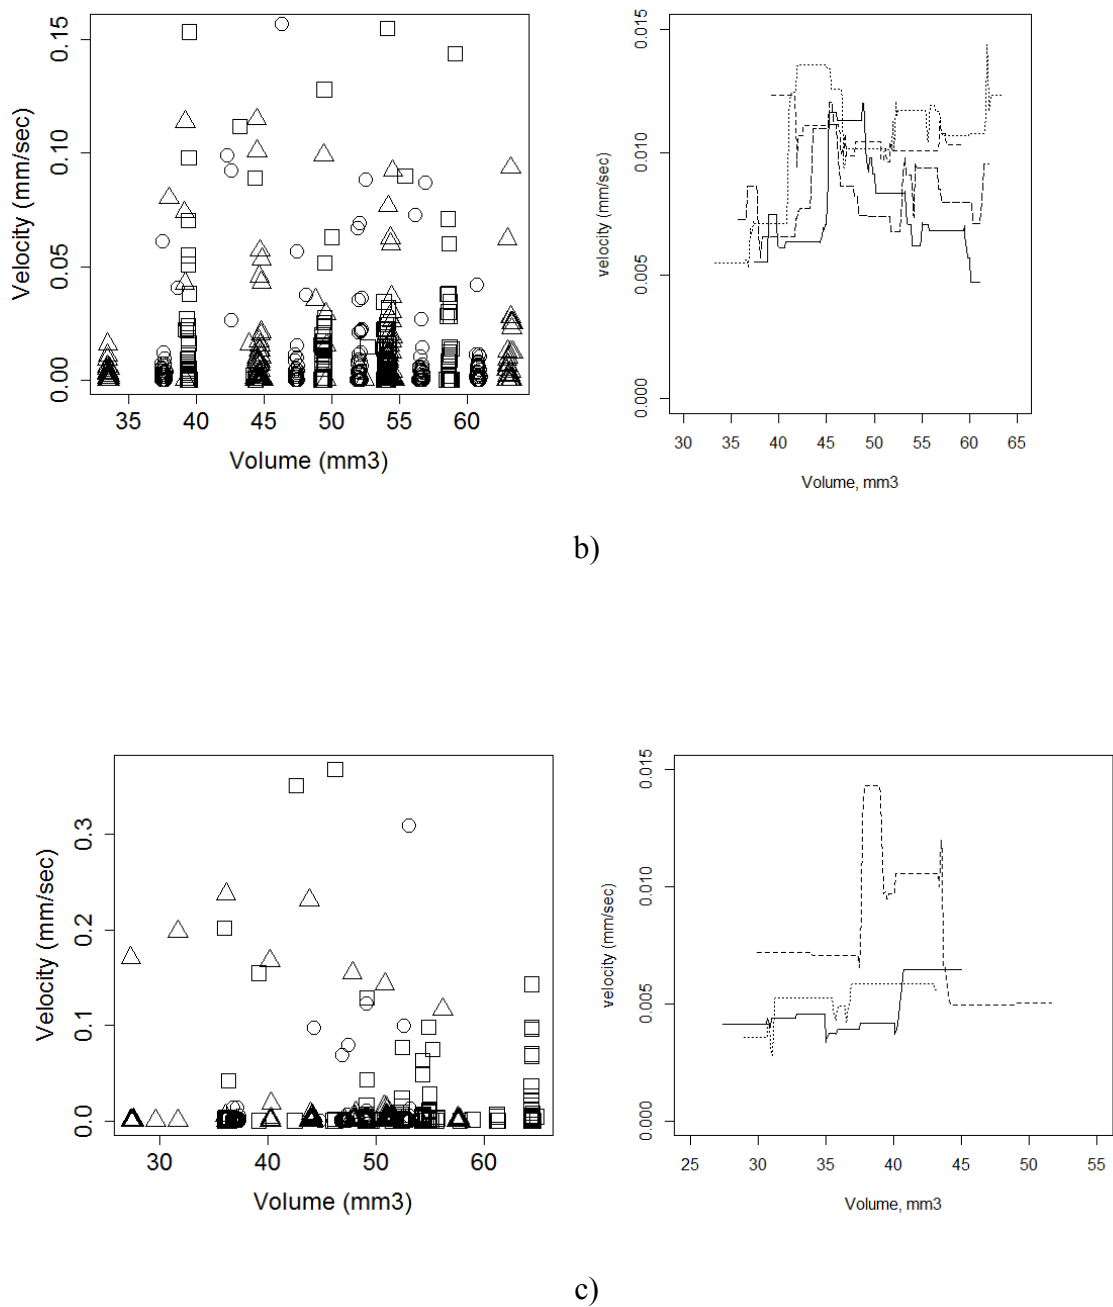 0.15
0.10
0.05
0.00
Velocity (mm/sec)
35 40 45 50 55 60
Volume (mm3)
0.015
0.010
0.005
0.000
velocity (mm/sec)
30 35 40 45 50 55 60 65
Volume, mm3
b)
0.3
0.2
0.1
0.0
Velocity (mm/sec)
30 40 50 60
Volume (mm3)
0.015
0.010
0.005
0.000
velocity (mm/sec)
25 30 35 40 45 50 55
Volume, mm3
c)